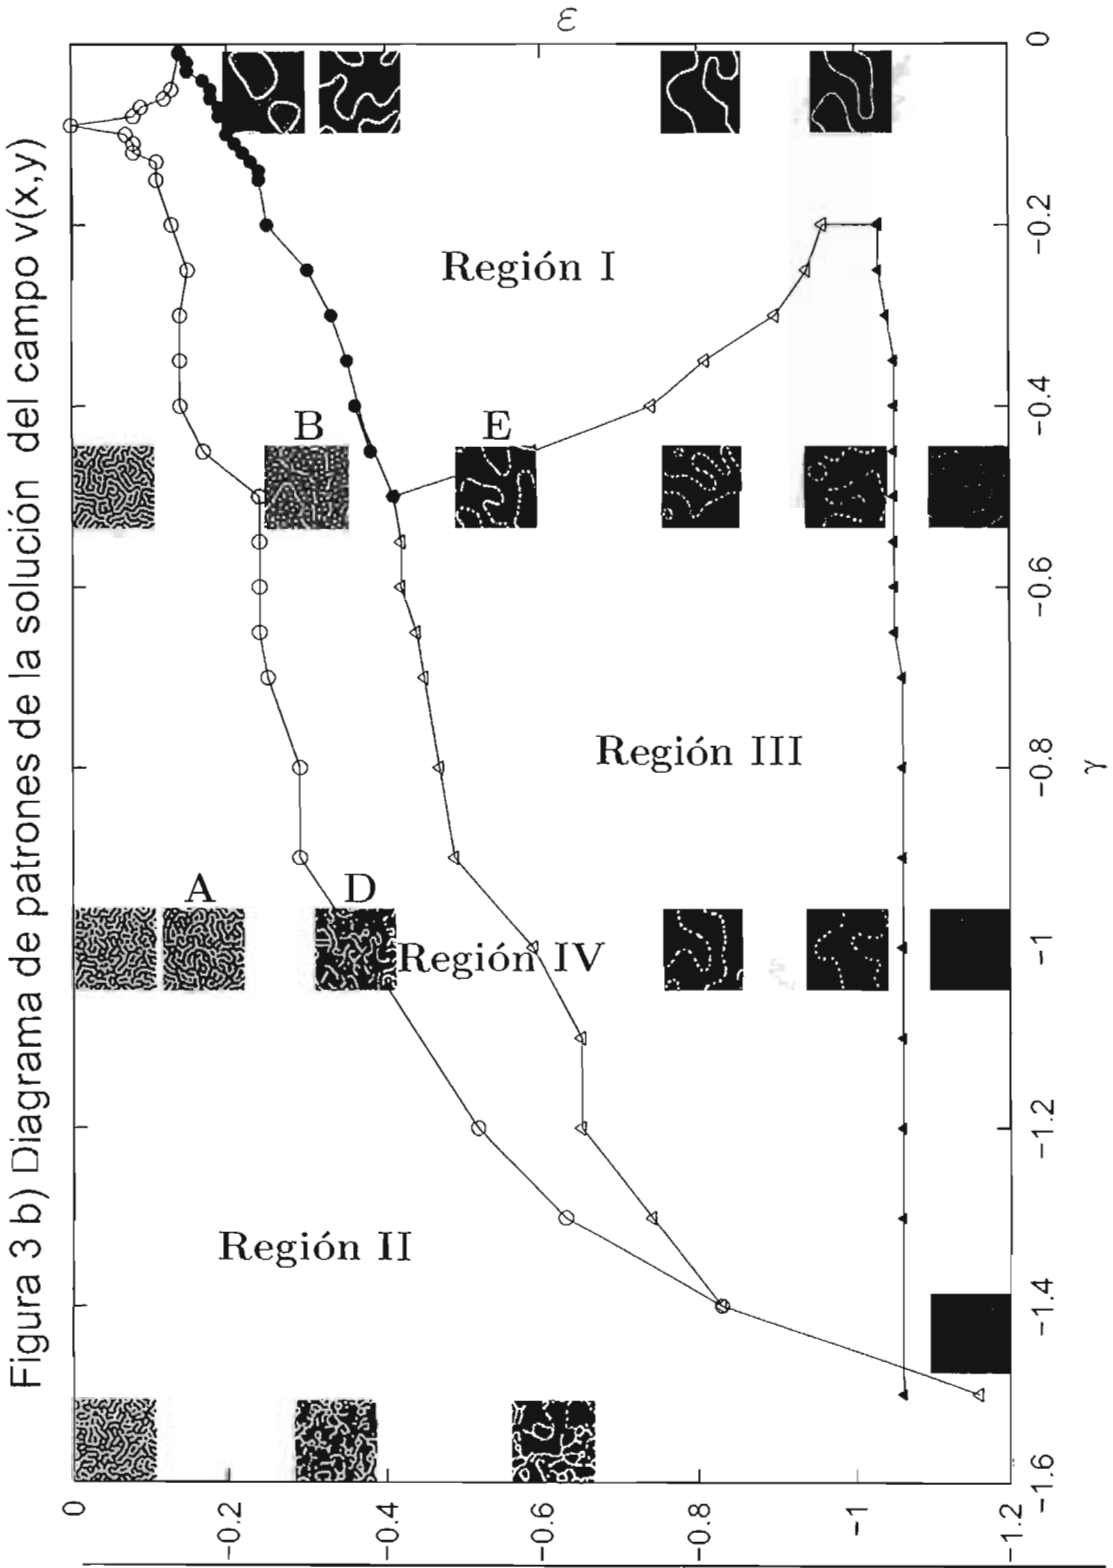 Figura 3 b) Diagrama de patrones de la solución del campo v(x,y)
ε
0
-0.2
-0.4
-0.6
-0.8
-1
-1.2
-1.4
-1.6
γ
0
-0.2
-0.4
-0.6
-0.8
-1
-1.2
Región I
B
E
Región III
A
D
Región IV
Región II